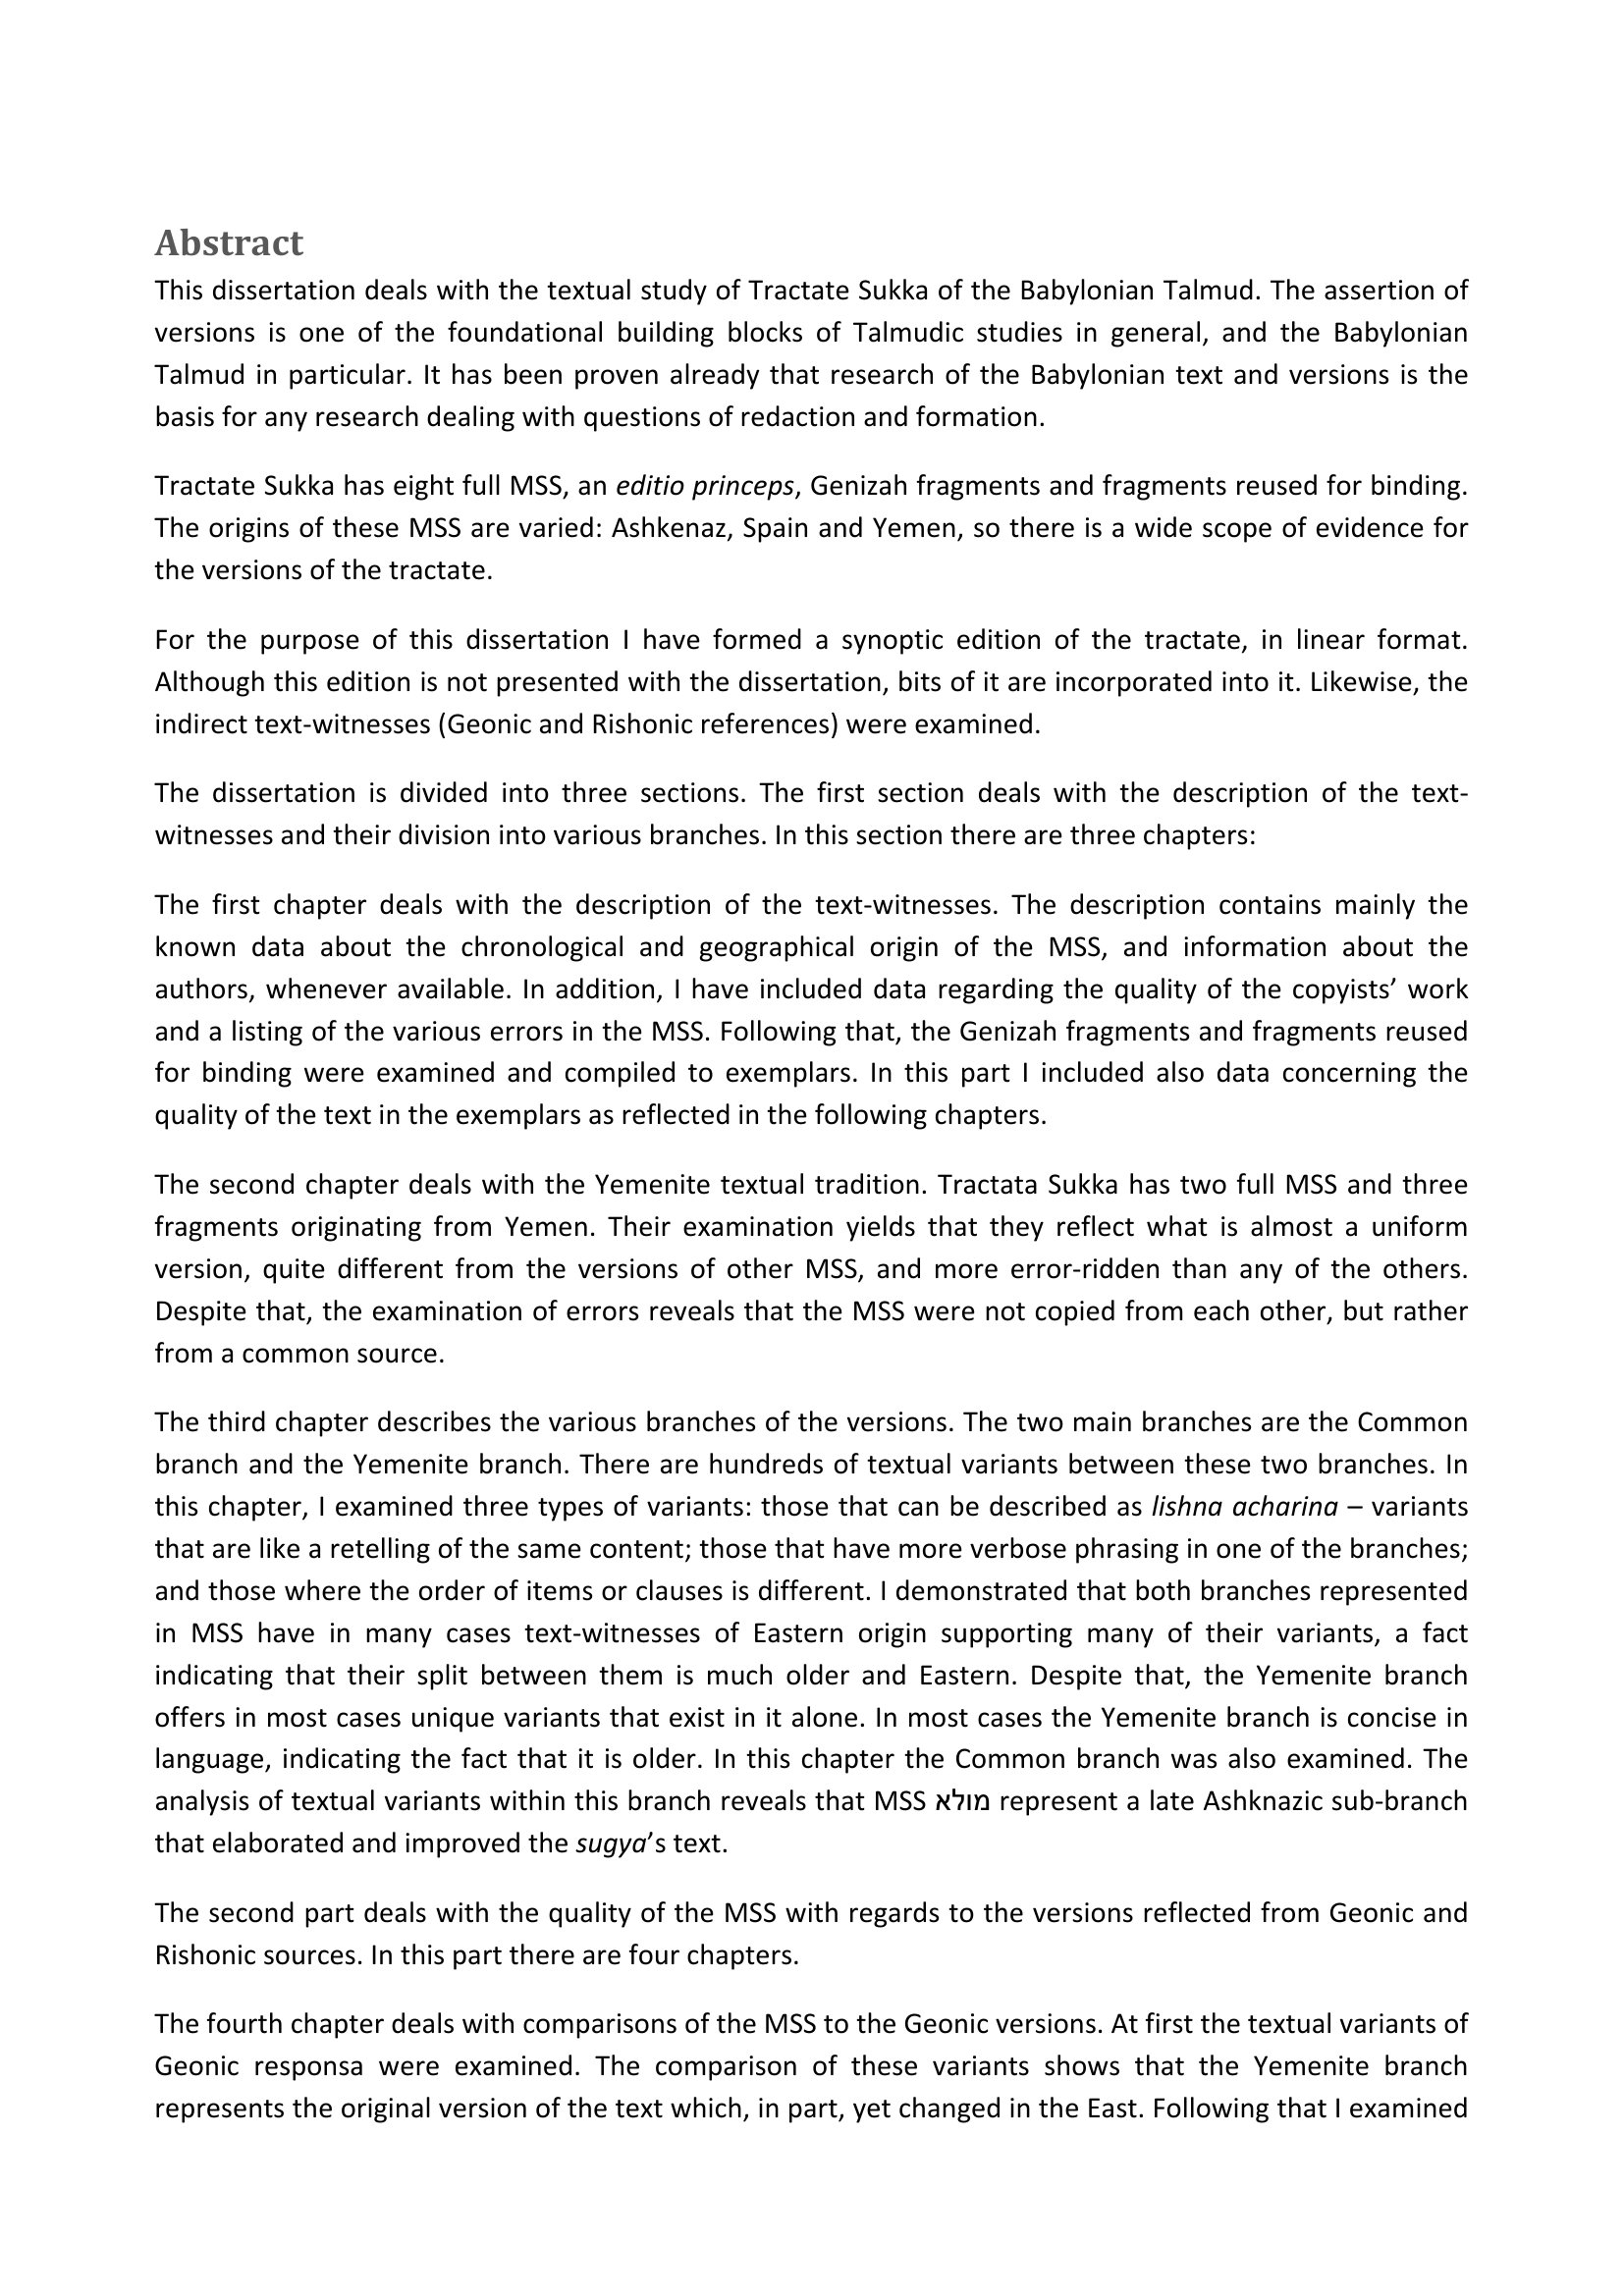 Abstract
This dissertation deals with the textual study of Tractate Sukka of the Babylonian Talmud. The assertion of
versions is one of the foundational building blocks of Talmudic studies in general, and the Babylonian
Talmud in particular. It has been proven already that research of the Babylonian text and versions is the
basis for any research dealing with questions of redaction and formation.
Tractate Sukka has eight full MSS, an editio princeps, Genizah fragments and fragments reused for binding.
The origins of these MSS are varied: Ashkenaz, Spain and Yemen, so there is a wide scope of evidence for
the versions of the tractate.
For the purpose of this dissertation I have formed a synoptic edition of the tractate, in linear format.
Although this edition is not presented with the dissertation, bits of it are incorporated into it. Likewise, the
indirect text-witnesses (Geonic and Rishonic references) were examined.
The dissertation is divided into three sections. The first section deals with the description of the text-
witnesses and their division into various branches. In this section there are three chapters:
The first chapter deals with the description of the text-witnesses. The description contains mainly the
known data about the chronological and geographical origin of the MSS, and information about the
authors, whenever available. In addition, I have included data regarding the quality of the copyists’ work
and a listing of the various errors in the MSS. Following that, the Genizah fragments and fragments reused
for binding were examined and compiled to exemplars. In this part I included also data concerning the
quality of the text in the exemplars as reflected in the following chapters.
The second chapter deals with the Yemenite textual tradition. Tractata Sukka has two full MSS and three
fragments originating from Yemen. Their examination yields that they reflect what is almost a uniform
version, quite different from the versions of other MSS, and more error-ridden than any of the others.
Despite that, the examination of errors reveals that the MSS were not copied from each other, but rather
from a common source.
The third chapter describes the various branches of the versions. The two main branches are the Common
branch and the Yemenite branch. There are hundreds of textual variants between these two branches. In
this chapter, I examined three types of variants: those that can be described as lishna acharina – variants
that are like a retelling of the same content; those that have more verbose phrasing in one of the branches;
and those where the order of items or clauses is different. I demonstrated that both branches represented
in MSS have in many cases text-witnesses of Eastern origin supporting many of their variants, a fact
indicating that their split between them is much older and Eastern. Despite that, the Yemenite branch
offers in most cases unique variants that exist in it alone. In most cases the Yemenite branch is concise in
language, indicating the fact that it is older. In this chapter the Common branch was also examined. The
analysis of textual variants within this branch reveals that MSS מולא represent a late Ashknazic sub-branch
that elaborated and improved the sugya’s text.
The second part deals with the quality of the MSS with regards to the versions reflected from Geonic and
Rishonic sources. In this part there are four chapters.
The fourth chapter deals with comparisons of the MSS to the Geonic versions. At first the textual variants of
Geonic responsa were examined. The comparison of these variants shows that the Yemenite branch
represents the original version of the text which, in part, yet changed in the East. Following that I examined